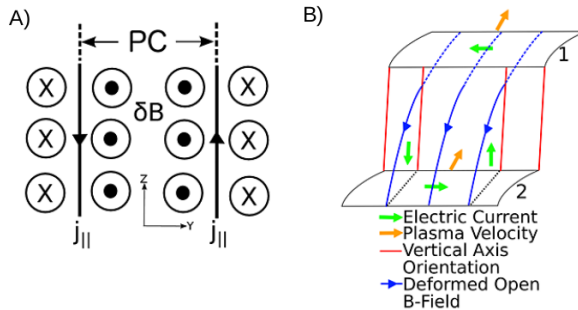 A)
PC
X X
δB
X X
X X
Z
Y
j||
j||
B)
1
2
Electric Current
Plasma Velocity
Vertical Axis
Orientation
Deformed Open
B-Field